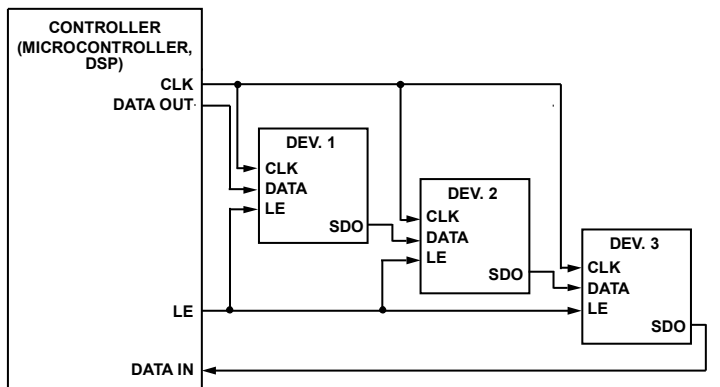 CONTROLLER
(MICROCONTROLLER,
DSP)
CLK
DATA OUT
DEV. 1
CLK
DATA
LE
SDO
DEV. 2
CLK
DATA
LE
SDO
DEV. 3
CLK
DATA
LE
SDO
LE
DATA IN